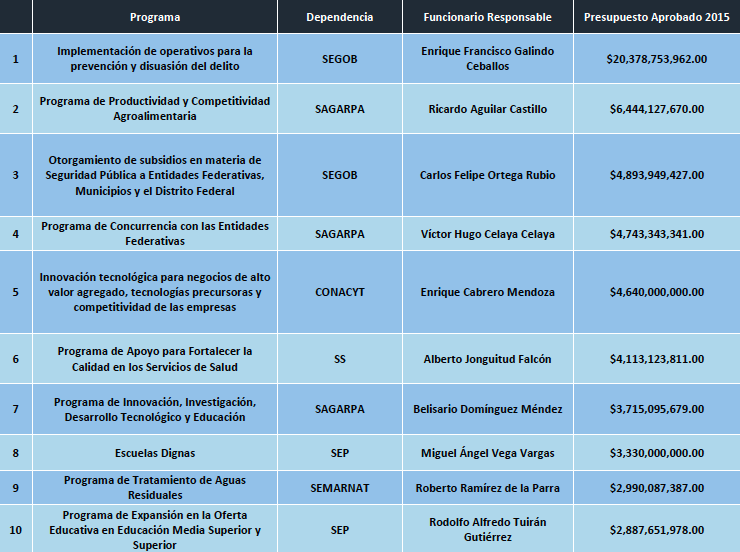 Programa Dependencia Funcionario Responsable Presupuesto Aprobado 2015
1 Implementación de operativos para la prevención y disuasión del delito SEGOB Enrique Francisco Galindo Ceballos $20,378,753,962.00
2 Programa de Productividad y Competitividad Agroalimentaria SAGARPA Ricardo Aguilar Castillo $6,444,127,670.00
3 Otorgamiento de subsidios en materia de Seguridad Pública a Entidades Federativas, Municipios y el Distrito Federal SEGOB Carlos Felipe Ortega Rubio $4,893,949,427.00
4 Programa de Concurrencia con las Entidades Federativas SAGARPA Víctor Hugo Celaya Celaya $4,743,343,341.00
5 Innovación tecnológica para negocios de alto valor agregado, tecnologías precursoras y competitividad de las empresas CONACYT Enrique Cabrero Mendoza $4,640,000,000.00
6 Programa de Apoyo para Fortalecer la Calidad en los Servicios de Salud SS Alberto Jonguitud Falcón $4,113,123,811.00
7 Programa de Innovación, Investigación, Desarrollo Tecnológico y Educación SAGARPA Belisario Domínguez Méndez $3,715,095,679.00
8 Escuelas Dignas SEP Miguel Ángel Vega Vargas $3,330,000,000.00
9 Programa de Tratamiento de Aguas Residuales SEMARNAT Roberto Ramírez de la Parra $2,990,087,387.00
10 Programa de Expansión en la Oferta Educativa en Educación Media Superior y Superior SEP Rodolfo Alfredo Tuirán Gutiérrez $2,887,651,978.00